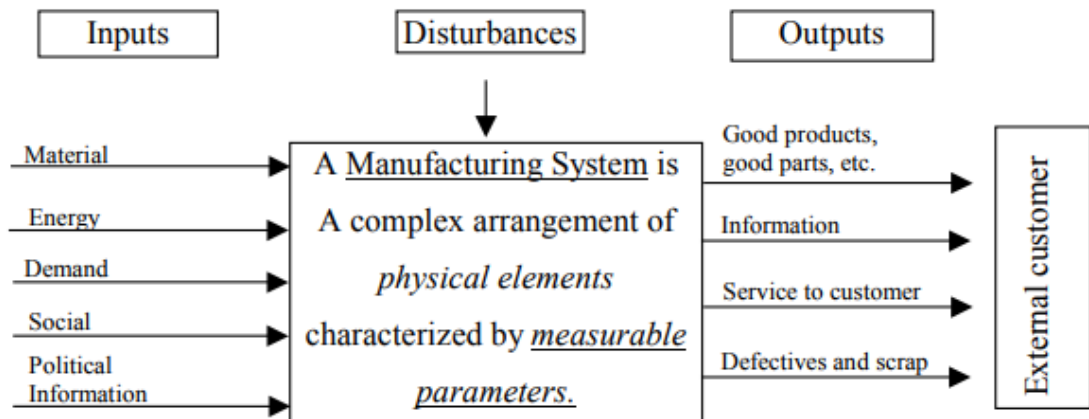 Inputs
Disturbances
Outputs
Material
Energy
Demand
Social
Political
Information
A Manufacturing System is
A complex arrangement of
physical elements
characterized by measurable
parameters.
Good products,
good parts, etc.
Information
Service to customer
Defectives and scrap
External customer